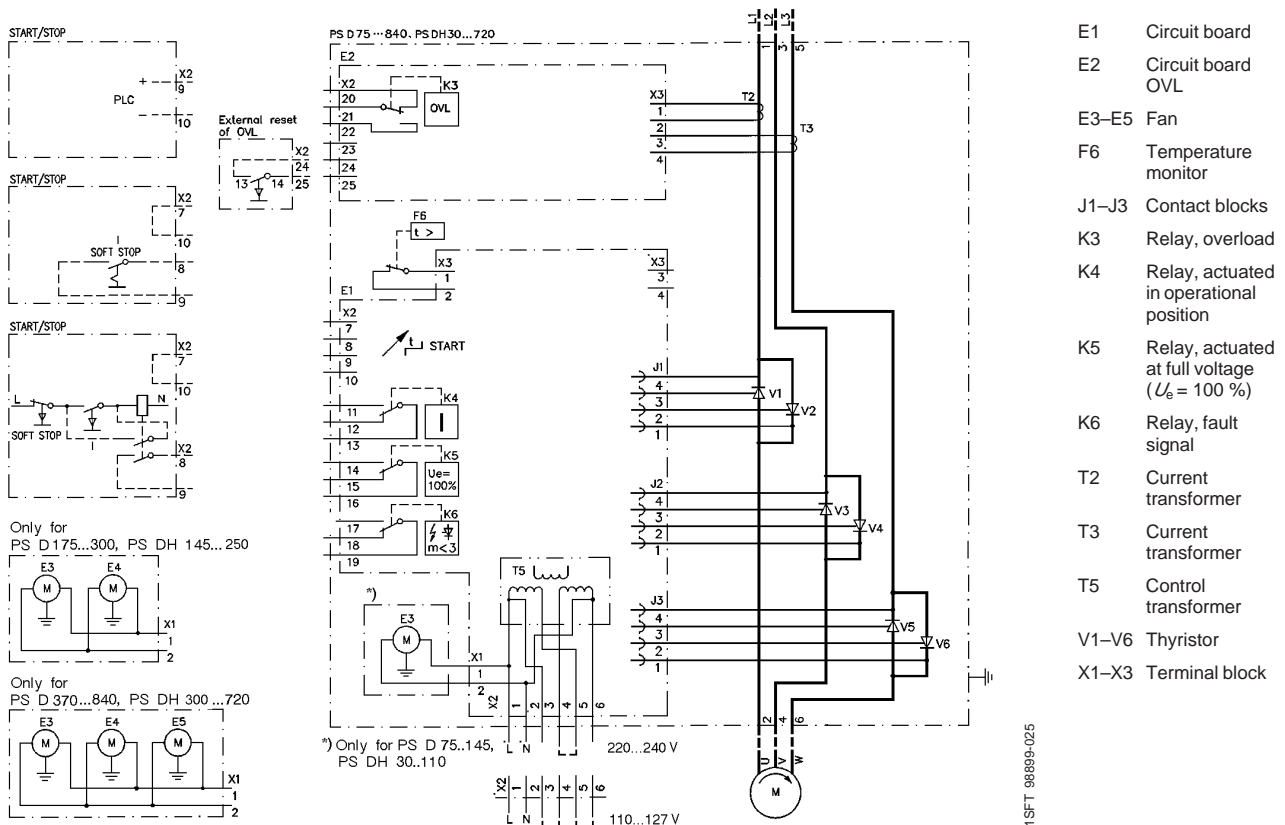 START/STOP
+
X2
9
PLC
10
START/STOP
X2
7
10
SOFT STOP
8
9
START/STOP
X2
7
10
L
N
SOFT STOP
X2
8
9
Only for
PS D 175...300, PS DH 145...250
E3
E4
M
M
X1
1
2
Only for
PS D 370...840, PS DH 300...720
E3
E4
E5
M
M
M
X1
1
2
External reset
of OVL
X2
24
25
13
14
PS D 75...840, PS DH 30...720
E2
X2
20
21
22
23
24
25
K3
OVL
X3
1
2
3
4
T2
T3
L1
L2
L3
1
3
5
F6
t >
X3
1
2
X3
3
4
E1
X2
7
8
9
10
t
START
11
12
13
K4
I
14
15
16
K5
Ue=
100%
17
18
19
K6
m<3
J1
4
3
2
1
V1
V2
J2
4
3
2
1
V3
V4
J3
4
3
2
1
V5
V6
T5
*)
E3
M
X1
1
2
X2
1
2
3
4
5
6
L
N
220...240 V
*) Only for PS D 75..145,
PS DH 30..110
X2
1
2
3
4
5
6
L
N
110...127 V
2
4
6
U
V
W
M
1SFT 98899-025
E1 Circuit board
E2 Circuit board
OVL
E3–E5 Fan
F6 Temperature
monitor
J1–J3 Contact blocks
K3 Relay, overload
K4 Relay, actuated
in operational
position
K5 Relay, actuated
at full voltage
(Ue = 100 %)
K6 Relay, fault
signal
T2 Current
transformer
T3 Current
transformer
T5 Control
transformer
V1–V6 Thyristor
X1–X3 Terminal block